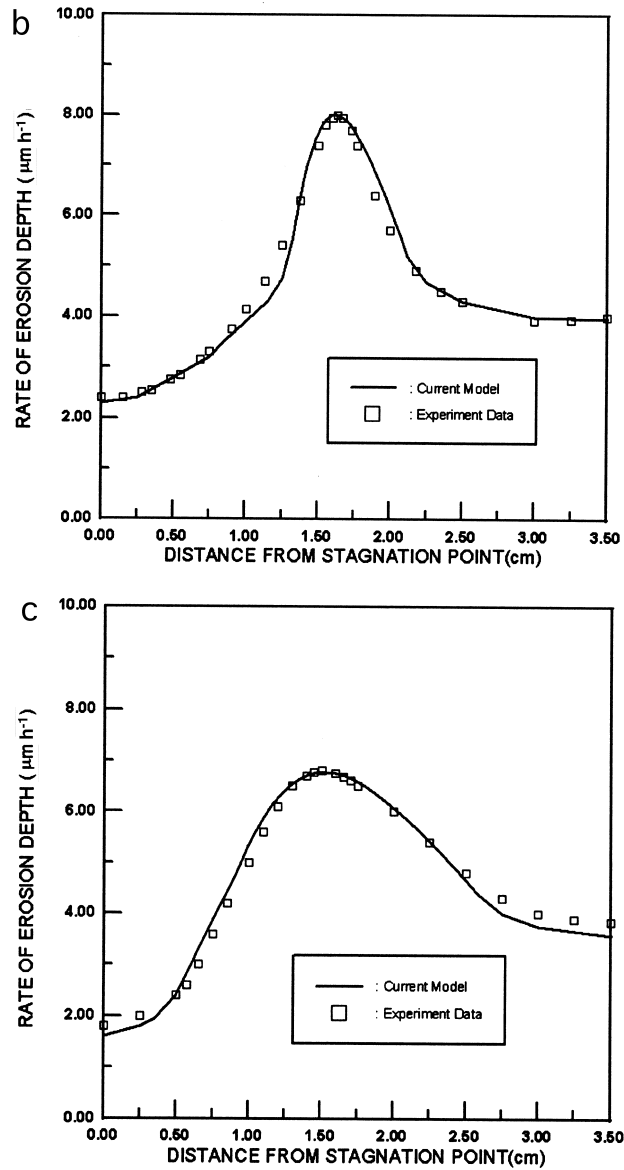 b
10.00
8.00
6.00
4.00
2.00
0.00
RATE OF EROSION DEPTH ( μm h-1)
: Current Model
: Experiment Data
0.00 0.50 1.00 1.50 2.00 2.50 3.00 3.50
DISTANCE FROM STAGNATION POINT(cm)
c
10.00
8.00
6.00
4.00
2.00
0.00
RATE OF EROSION DEPTH ( μm h-1)
: Current Model
: Experiment Data
0.00 0.50 1.00 1.50 2.00 2.50 3.00 3.50
DISTANCE FROM STAGNATION POINT(cm)